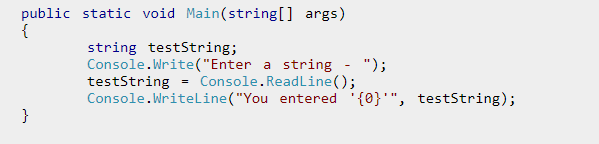 public static void Main(string[] args)
{
string testString;
Console.Write("Enter a string - ");
testString = Console.ReadLine();
Console.WriteLine("You entered '{0}'", testString);
}